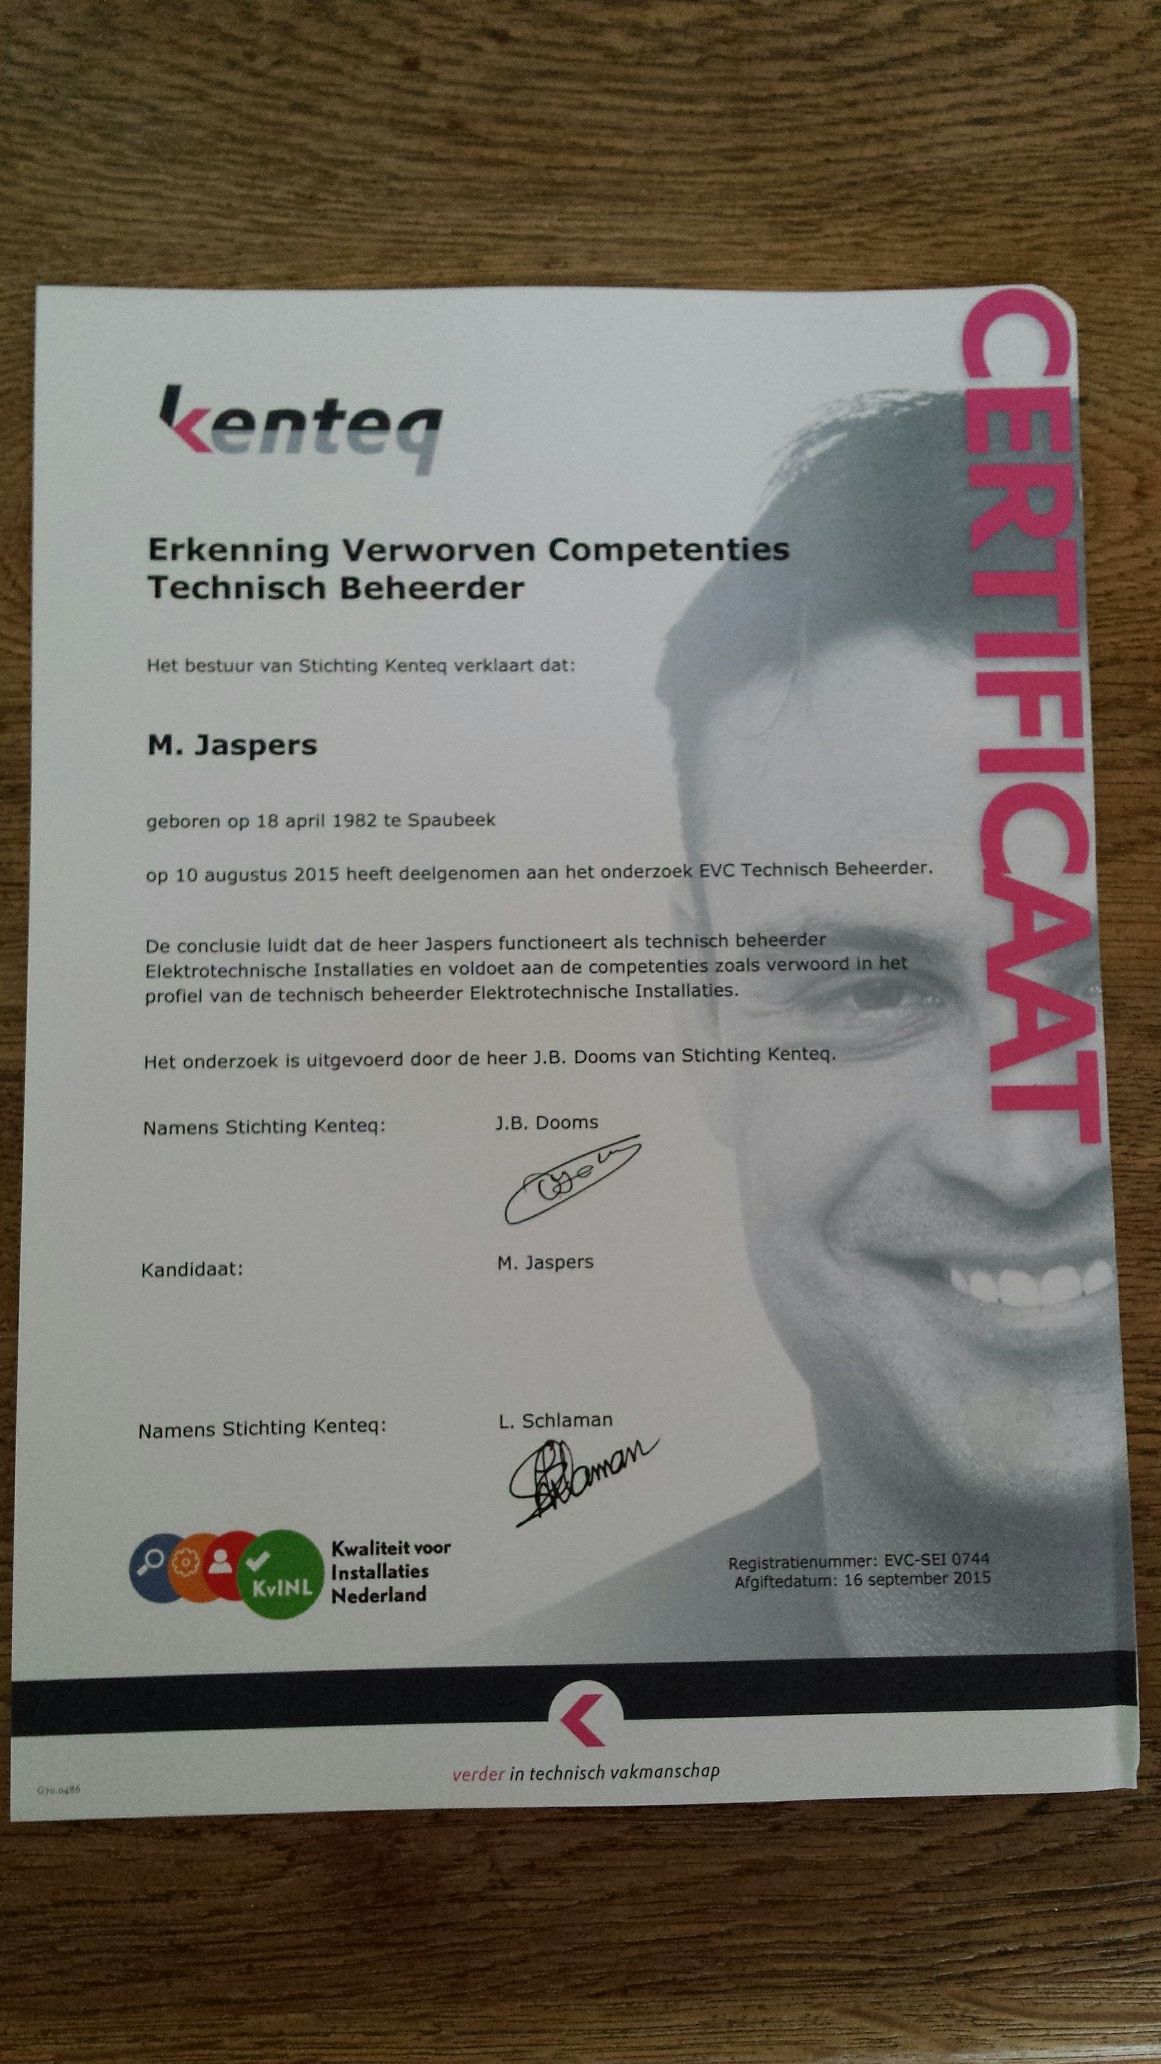 CERTIFICAAT
kenteq
Erkenning Verworven Competenties
Technisch Beheerder
Het bestuur van Stichting Kenteq verklaart dat:
M. Jaspers
geboren op 18 april 1982 te Spaubeek
op 10 augustus 2015 heeft deelgenomen aan het onderzoek EVC Technisch Beheerder.
De conclusie luidt dat de heer Jaspers functioneert als technisch beheerder
Elektrotechnische Installaties en voldoet aan de competenties zoals verwoord in het
profiel van de technisch beheerder Elektrotechnische Installaties.
Het onderzoek is uitgevoerd door de heer J.B. Dooms van Stichting Kenteq.
Namens Stichting Kenteq: J.B. Dooms
Kandidaat: M. Jaspers
Namens Stichting Kenteq: L. Schlaman
KvINL
Kwaliteit voor
Installaties
Nederland
Registratienummer: EVC-SEI 0744
Afgiftedatum: 16 september 2015
verder in technisch vakmanschap
G70.0486